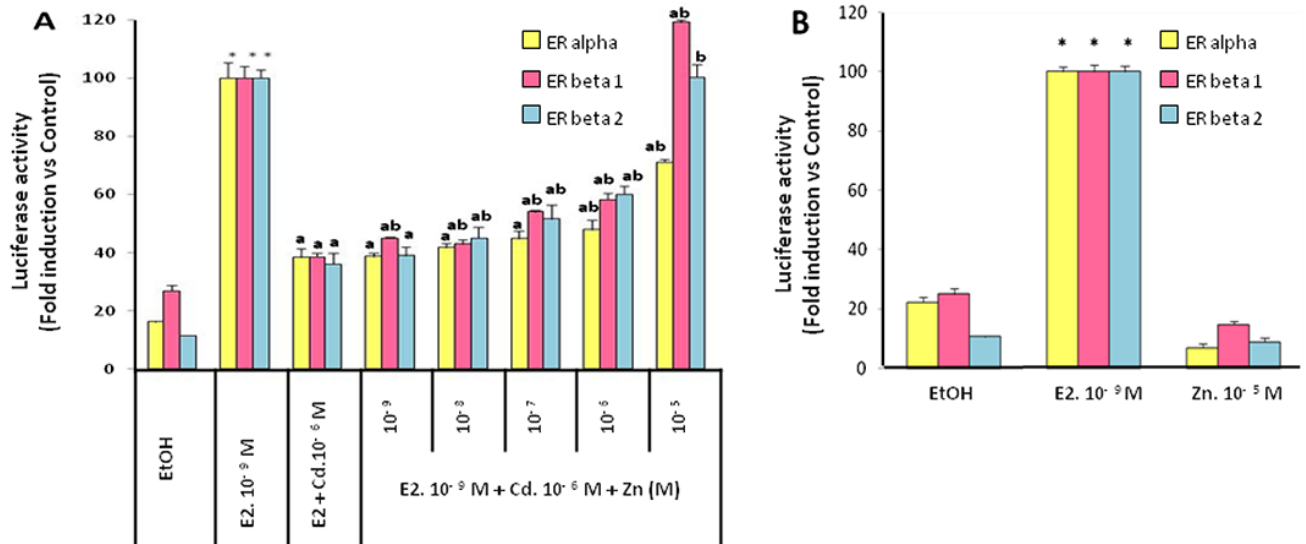 A
Luciferase activity
(Fold induction vs Control)
120
100
80
60
40
20
0
ER alpha
ER beta 1
ER beta 2
* * *
a a a
a ab a
a ab ab
a ab ab
ab ab ab
ab ab b
EtOH
E2. 10⁻⁹ M
E2 + Cd.10⁻⁶ M
10⁻⁹
10⁻⁸
10⁻⁷
10⁻⁶
10⁻⁵
E2. 10⁻⁹ M + Cd. 10⁻⁶ M + Zn (M)
B
Luciferase activity
(Fold induction vs Control)
120
100
80
60
40
20
0
* * *
ER alpha
ER beta 1
ER beta 2
EtOH
E2. 10⁻⁹ M
Zn. 10⁻⁵ M